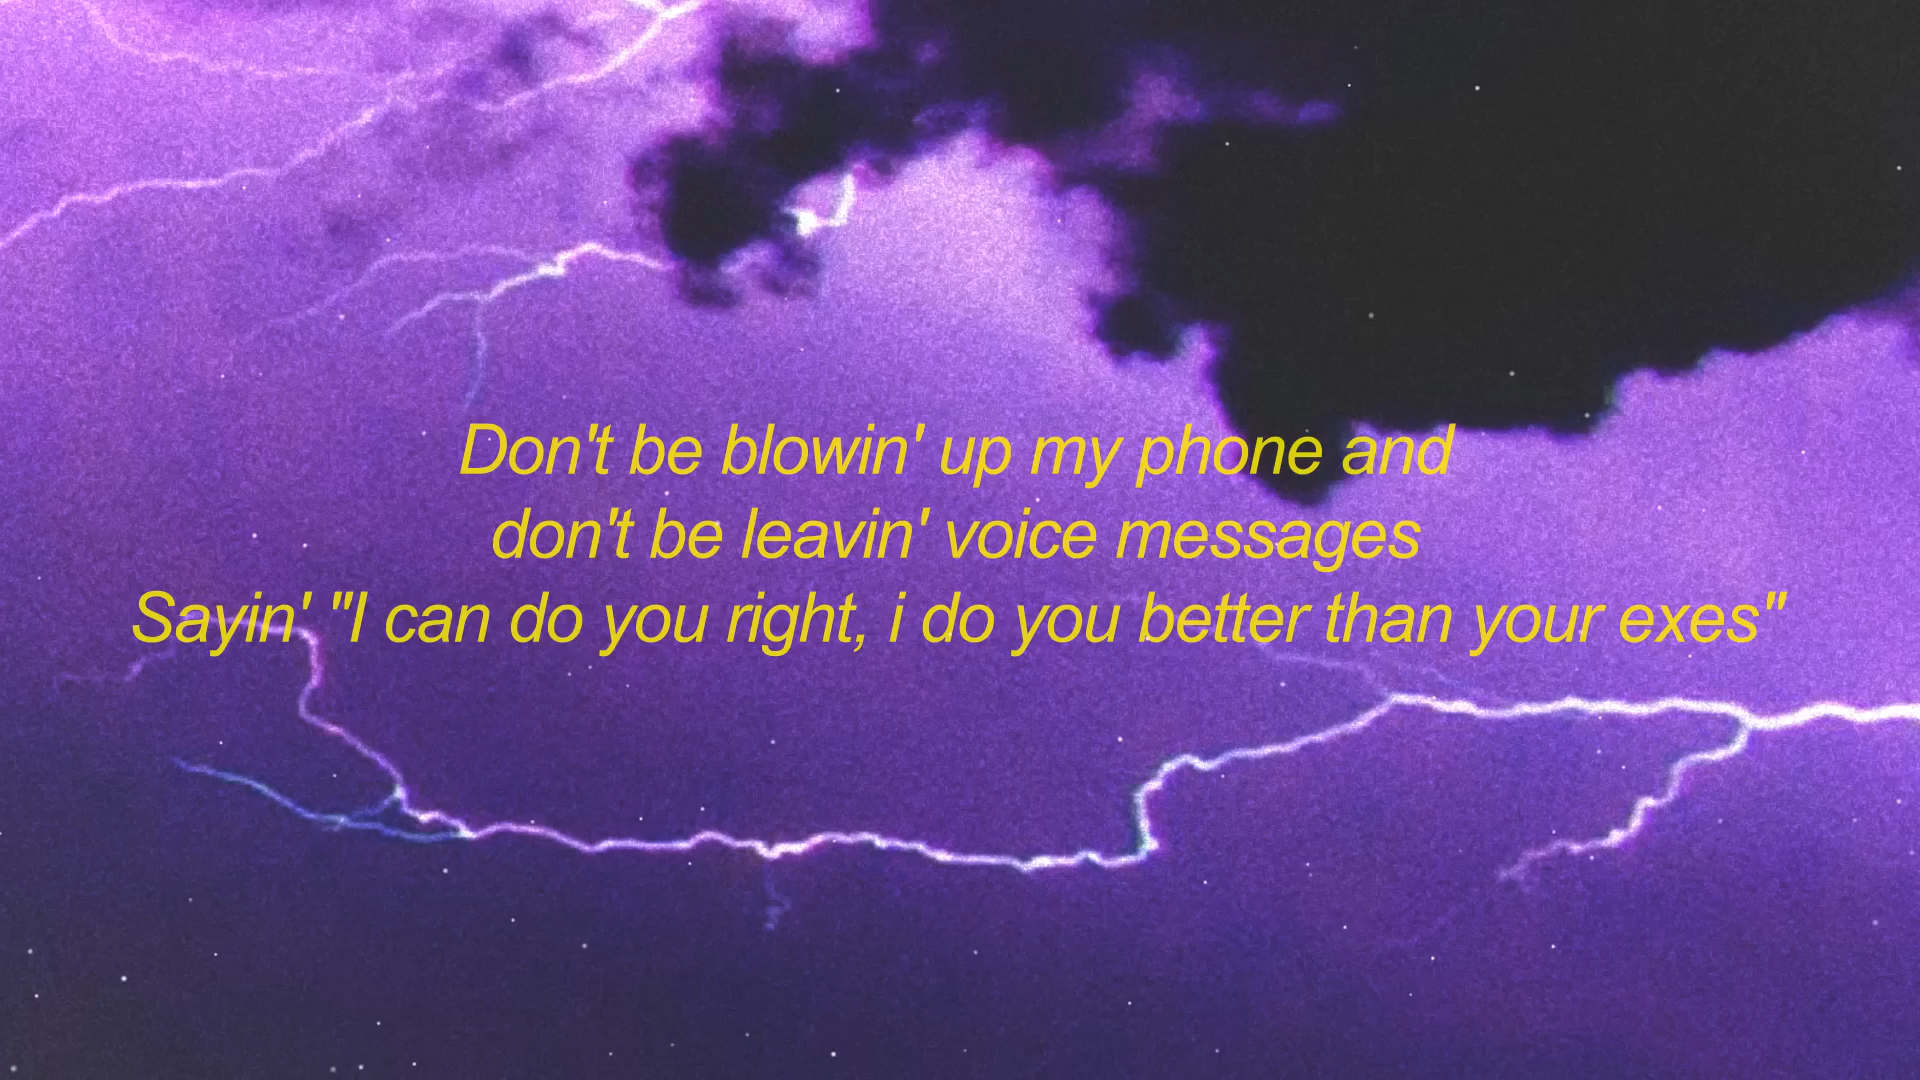 Don't be blowin' up my phone and
don't be leavin' voice messages
Sayin' "I can do you right, i do you better than your exes"